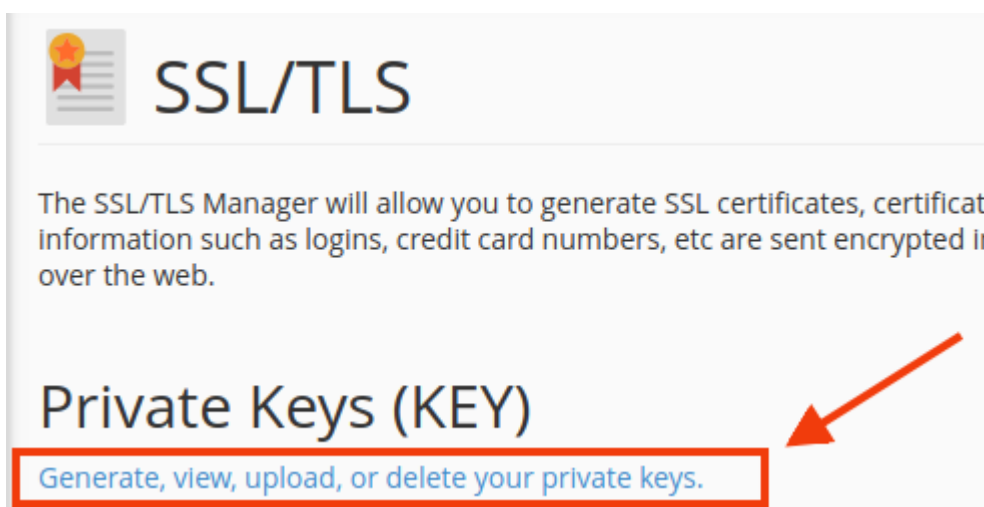 SSL/TLS
The SSL/TLS Manager will allow you to generate SSL certificates, certificat
information such as logins, credit card numbers, etc are sent encrypted i
over the web.
Private Keys (KEY)
Generate, view, upload, or delete your private keys.